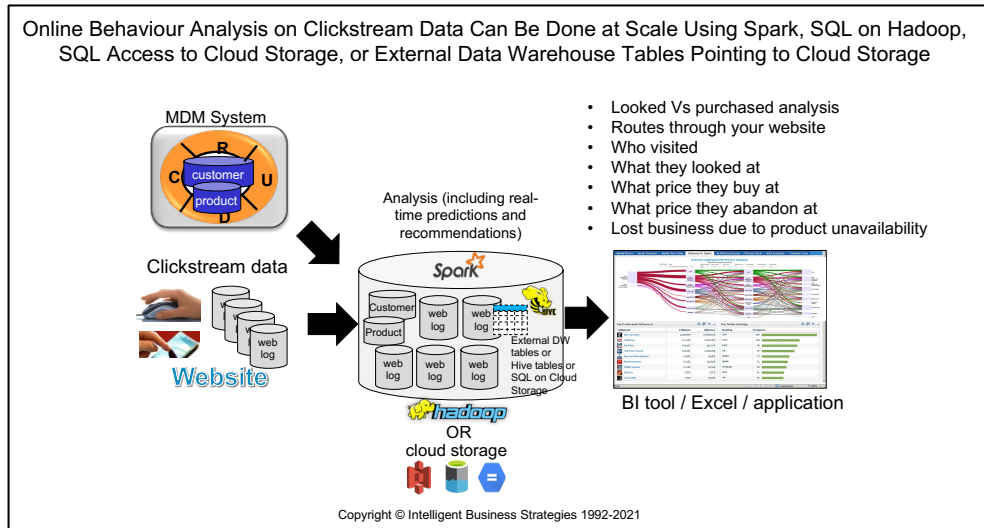 Online Behaviour Analysis on Clickstream Data Can Be Done at Scale Using Spark, SQL on Hadoop,
SQL Access to Cloud Storage, or External Data Warehouse Tables Pointing to Cloud Storage
MDM System
R
C
U
D
customer
product
Clickstream data
web
log
Website
Analysis (including real-
time predictions and
recommendations)
Spark
Customer
Product
web
log
web
log
HIVE
web
log
web
log
web
log
External DW
tables or
Hive tables or
SQL on Cloud
Storage
hadoop
OR
cloud storage
• Looked Vs purchased analysis
• Routes through your website
• Who visited
• What they looked at
• What price they buy at
• What price they abandon at
• Lost business due to product unavailability
BI tool / Excel / application
Copyright © Intelligent Business Strategies 1992-2021